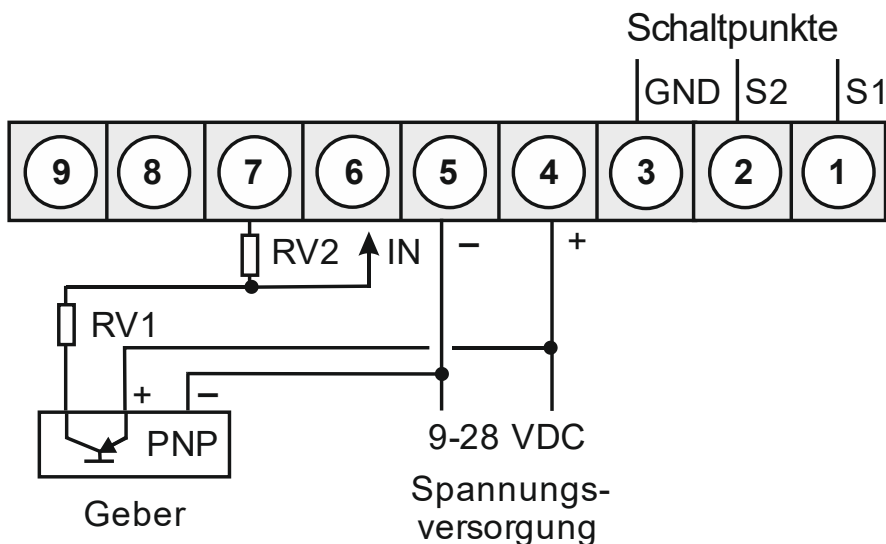 Schaltpunkte
GND S2 S1
9 8 7 6 5 4 3 2 1
RV2 IN – +
RV1
+ –
PNP
9-28 VDC
Geber
Spannungs-
versorgung